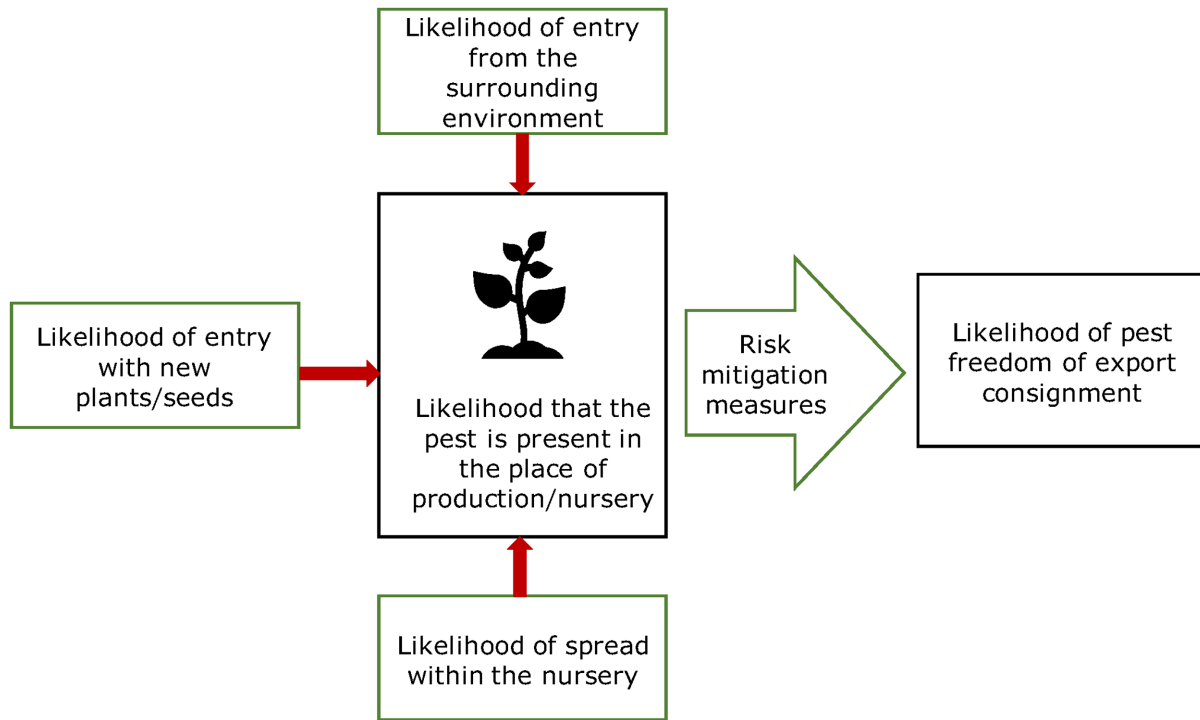 Likelihood of entry
from the
surrounding
environment
Likelihood of entry
with new
plants/seeds
Likelihood that the
pest is present in
the place of
production/nursery
Risk
mitigation
measures
Likelihood of pest
freedom of export
consignment
Likelihood of spread
within the nursery